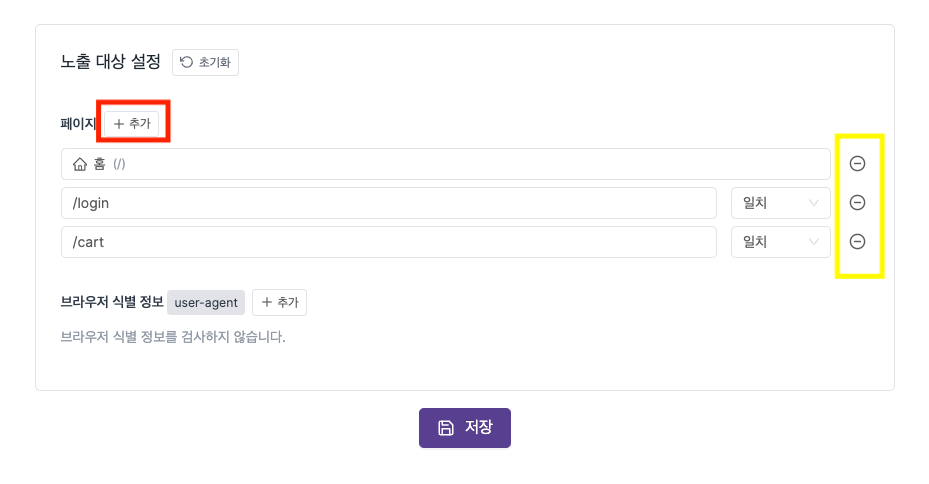 노출 대상 설정 초기화
페이지 추가
홈 (/)
/login 일치
/cart 일치
브라우저 식별 정보 user-agent 추가
브라우저 식별 정보를 검사하지 않습니다.
저장